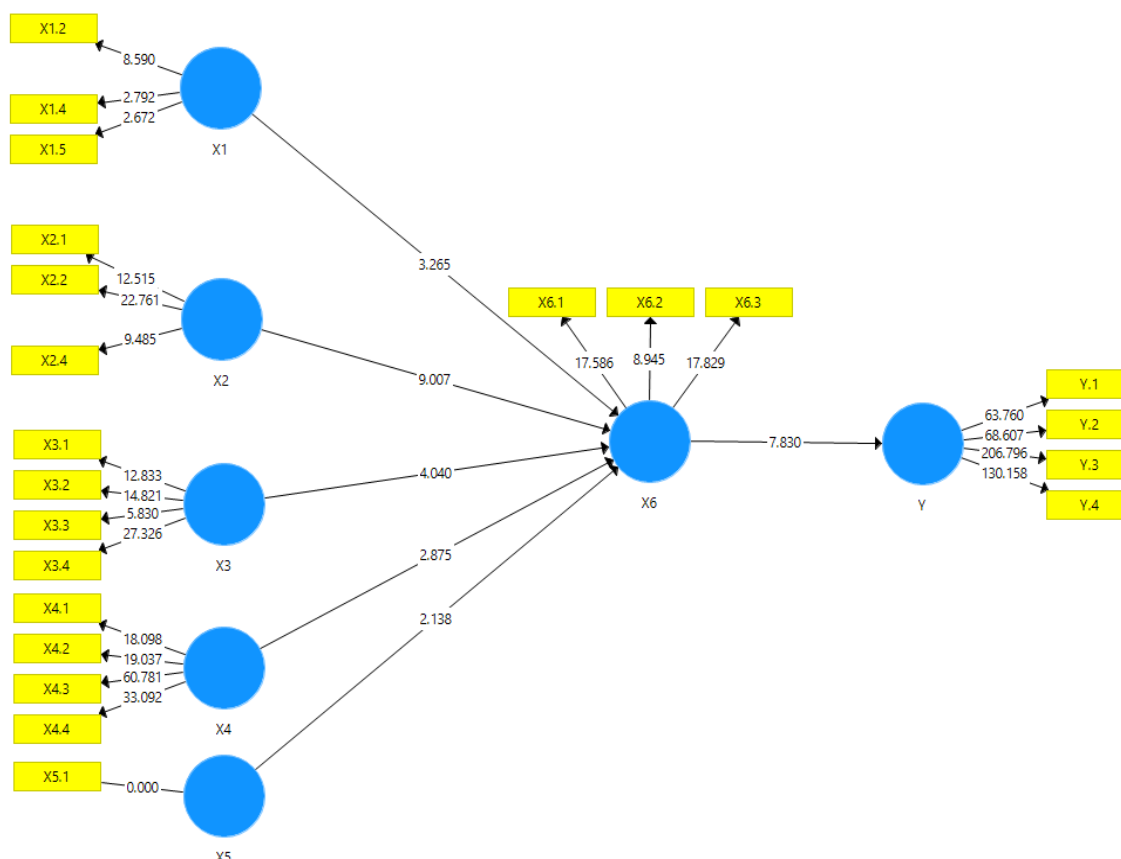 X1.2
8.590
X1.4
2.792
X1.5
2.672
X1
X2.1
12.515
X2.2
22.761
X2.4
9.485
X2
X3.1
12.833
X3.2
14.821
X3.3
5.830
X3.4
27.326
X3
X4.1
18.098
X4.2
19.037
X4.3
60.781
X4.4
33.092
X4
X5.1
0.000
X5
3.265
9.007
4.040
2.875
2.138
X6.1
X6.2
X6.3
17.586
8.945
17.829
X6
7.830
Y
63.760
Y.1
68.607
Y.2
206.796
Y.3
130.158
Y.4